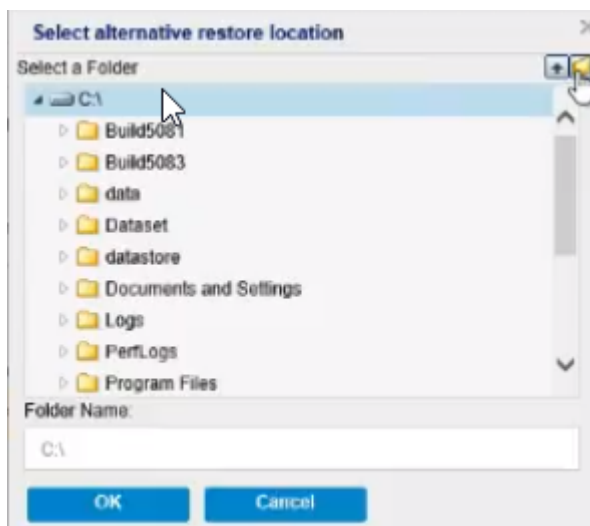 Select alternative restore location
Select a Folder
C:\
Build5081
Build5083
data
Dataset
datastore
Documents and Settings
Logs
PerfLogs
Program Files
Folder Name:
C:\
OK Cancel